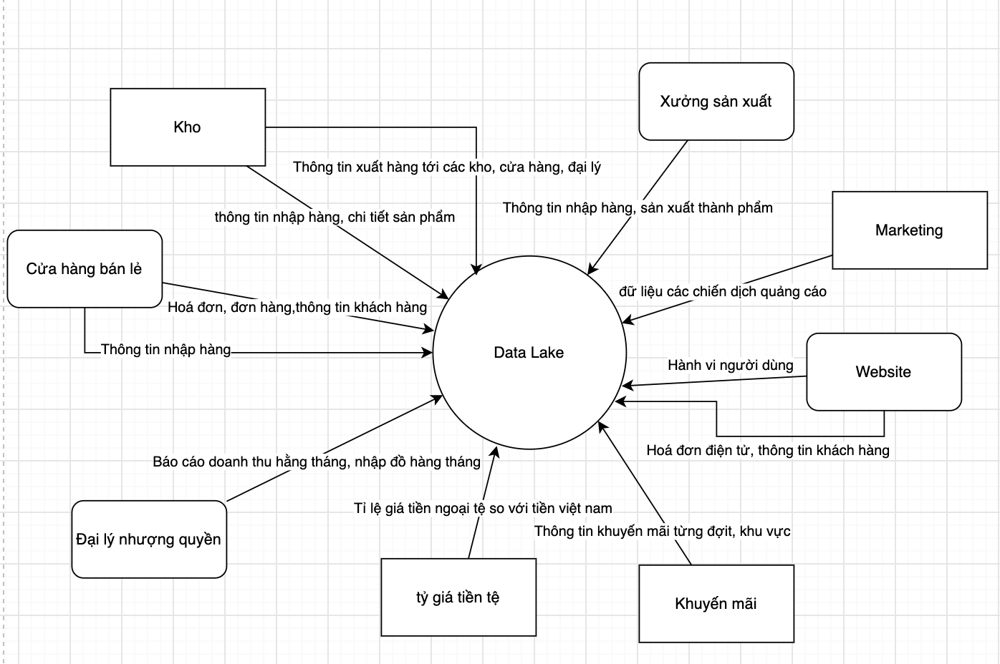 Xưởng sản xuất
Kho
Thông tin xuất hàng tới các kho, cửa hàng, đại lý
Thông tin nhập hàng, sản xuất thành phẩm
thông tin nhập hàng, chi tiết sản phẩm
Marketing
Cửa hàng bán lẻ
đữ liệu các chiến dịch quảng cáo
Hoá đơn, đơn hàng,thông tin khách hàng
Thông tin nhập hàng
Data Lake
Hành vi người dùng
Website
Hoá đơn điện tử, thông tin khách hàng
Báo cáo doanh thu hằng tháng, nhập đồ hàng tháng
Tỉ lệ giá tiền ngoại tệ so với tiền việt nam
Thông tin khuyến mãi từng đợit, khu vực
Đại lý nhượng quyền
tỷ giá tiền tệ
Khuyến mãi